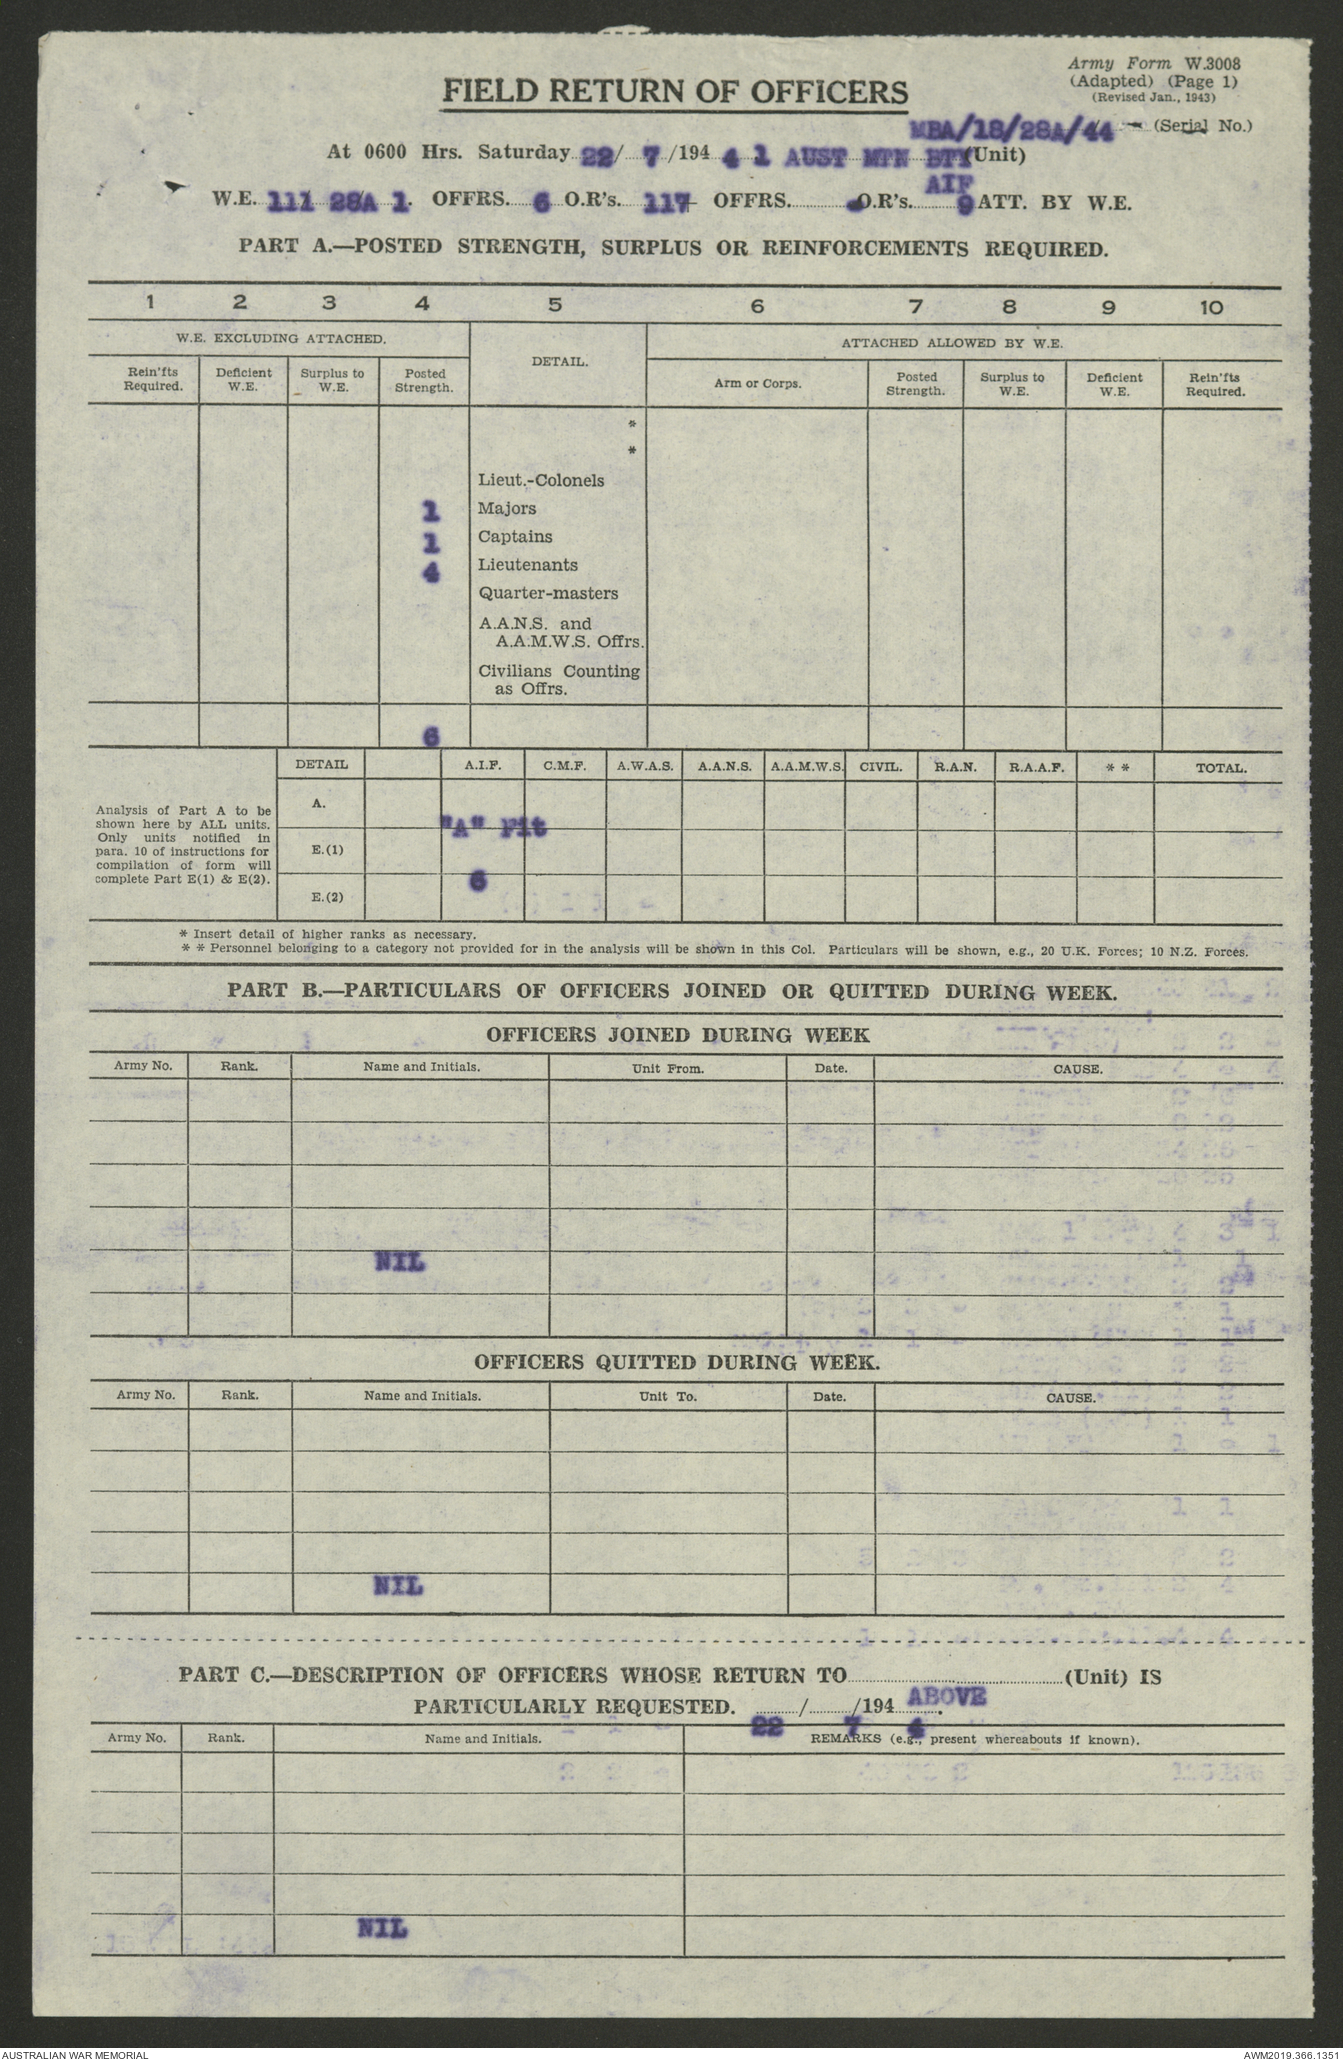 Army Form W.3008
(Adapted) (Page 1)
(Revised Jan., 1943)
FIELD RETURN OF OFFICERS
MBA/18/28A/44 (Serial No.)
At 0600 Hrs. Saturday 22/ 7 /194 4 1 AUST MTN BTY (Unit)
AIF
W.E. 111 28A 1. OFFRS. 6 O.R's. 117 OFFRS. - O.R's. 9 ATT. BY W.E.
PART A.—POSTED STRENGTH, SURPLUS OR REINFORCEMENTS REQUIRED.
1 2 3 4 5 6 7 8 9 10
W.E. EXCLUDING ATTACHED. DETAIL. ATTACHED ALLOWED BY W.E.
Rein'fts Required. Deficient W.E. Surplus to W.E. Posted Strength. Arm or Corps. Posted Strength. Surplus to W.E. Deficient W.E. Rein'fts Required.
*
*
Lieut.-Colonels
1 Majors
1 Captains
4 Lieutenants
Quarter-masters
A.A.N.S. and
A.A.M.W.S. Offrs.
Civilians Counting
as Offrs.
6
DETAIL A.I.F. C.M.F. A.W.A.S. A.A.N.S. A.A.M.W.S. CIVIL. R.A.N. R.A.A.F. * * TOTAL.
Analysis of Part A to be
shown here by ALL units.
Only units notified in
para. 10 of instructions for
compilation of form will
complete Part E(1) & E(2).
A.
"A" Fit
E.(1)
6
E.(2)
* Insert detail of higher ranks as necessary.
* * Personnel belonging to a category not provided for in the analysis will be shown in this Col. Particulars will be shown, e.g., 20 U.K. Forces; 10 N.Z. Forces.
PART B.—PARTICULARS OF OFFICERS JOINED OR QUITTED DURING WEEK.
OFFICERS JOINED DURING WEEK
Army No. Rank. Name and Initials. Unit From. Date. CAUSE.
NIL
OFFICERS QUITTED DURING WEEK.
Army No. Rank. Name and Initials. Unit To. Date. CAUSE.
NIL
PART C.—DESCRIPTION OF OFFICERS WHOSE RETURN TO (Unit) IS
ABOVE
PARTICULARLY REQUESTED. / /194 .
22 7 4
Army No. Rank. Name and Initials. REMARKS (e.g., present whereabouts if known).
NIL
AUSTRALIAN WAR MEMORIAL AWM2019.366.1351